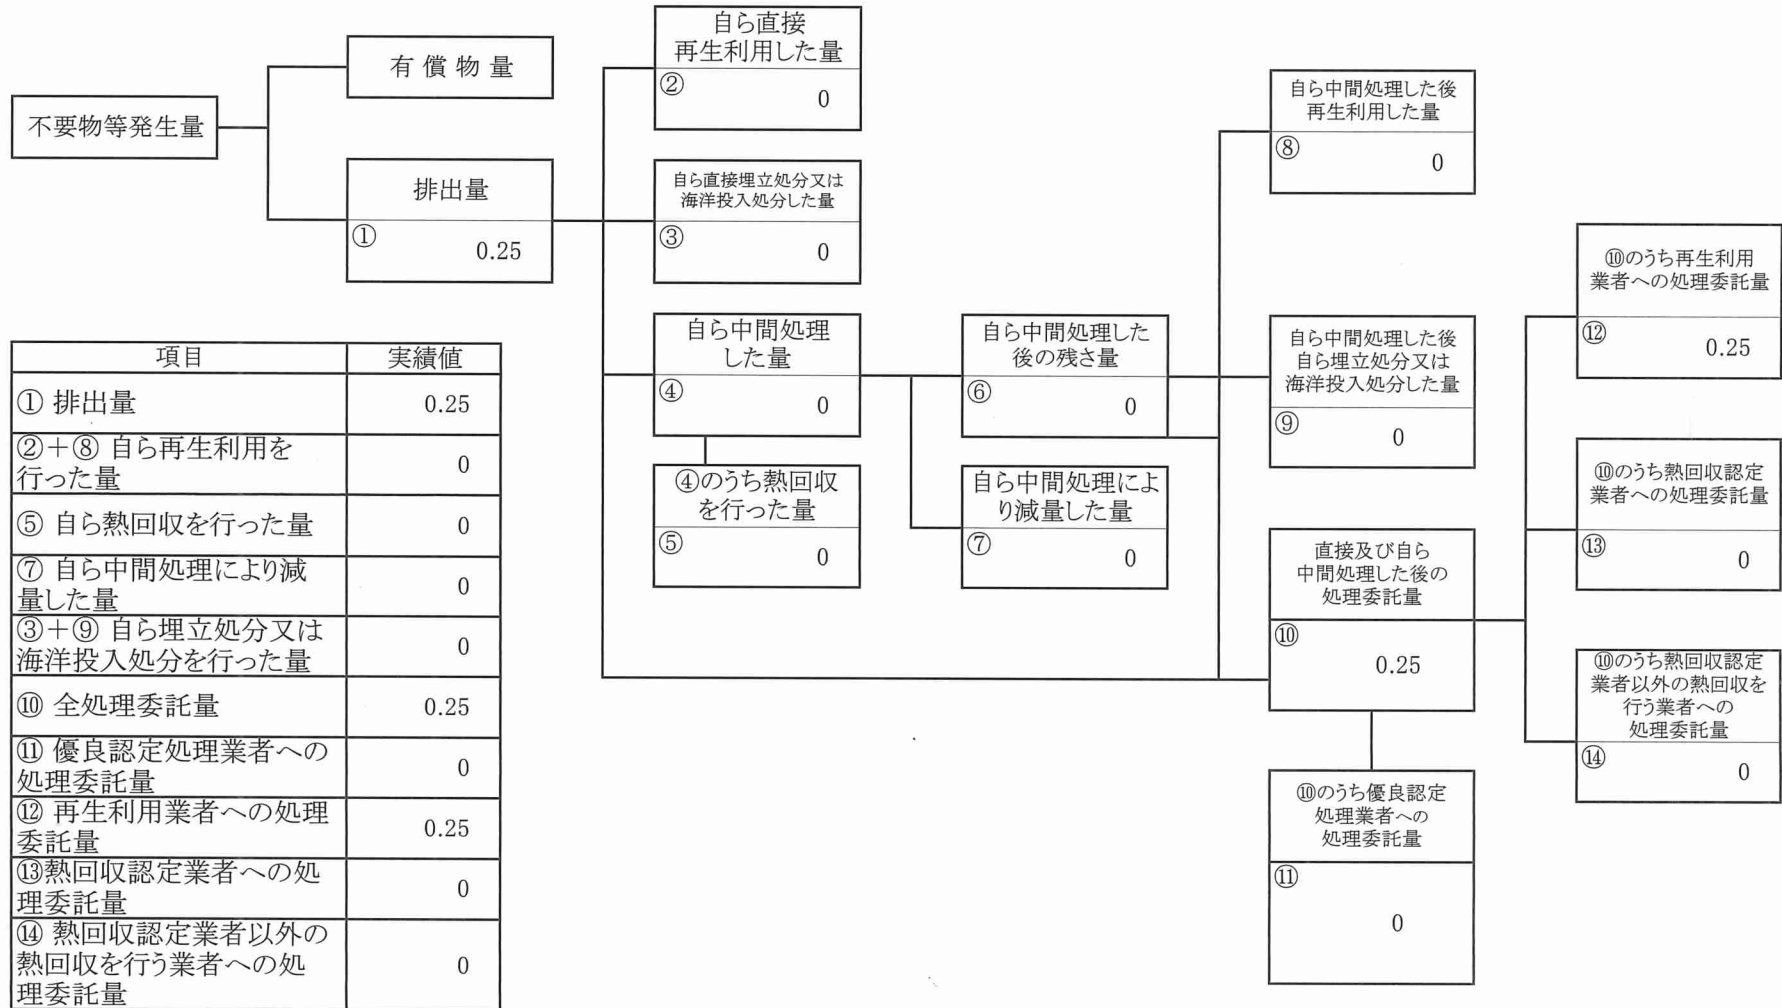 不要物等発生量
有償物量
排出量
①
0.25
自ら直接
再生利用した量
②
0
自ら直接埋立処分又は
海洋投入処分した量
③
0
自ら中間処理
した量
④
0
④のうち熱回収
を行った量
⑤
0
自ら中間処理した
後の残さ量
⑥
0
自ら中間処理によ
り減量した量
⑦
0
自ら中間処理した後
再生利用した量
⑧
0
自ら中間処理した後
自ら埋立処分又は
海洋投入処分した量
⑨
0
直接及び自ら
中間処理した後の
処理委託量
⑩
0.25
⑩のうち優良認定
処理業者への
処理委託量
⑪
0
⑩のうち再生利用
業者への処理委託量
⑫
0.25
⑩のうち熱回収認定
業者への処理委託量
⑬
0
⑩のうち熱回収認定
業者以外の熱回収を
行う業者への
処理委託量
⑭
0
項目 実績値
① 排出量 0.25
②+⑧ 自ら再生利用を
行った量 0
⑤ 自ら熱回収を行った量 0
⑦ 自ら中間処理により減
量した量 0
③+⑨ 自ら埋立処分又は
海洋投入処分を行った量 0
⑩ 全処理委託量 0.25
⑪ 優良認定処理業者への
処理委託量 0
⑫ 再生利用業者への処理
委託量 0.25
⑬熱回収認定業者への処
理委託量 0
⑭ 熱回収認定業者以外の
熱回収を行う業者への処
理委託量 0